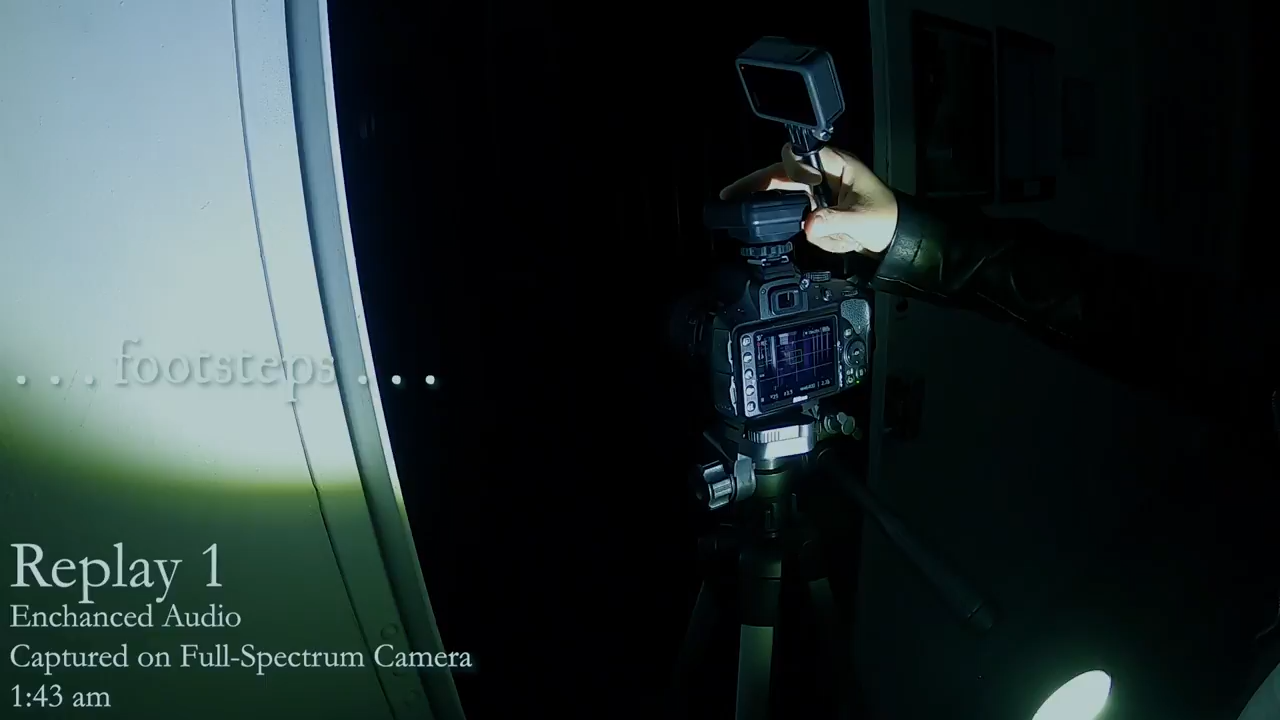 . . . footsteps . . .
Replay 1
Enchanced Audio
Captured on Full-Spectrum Camera
1:43 am